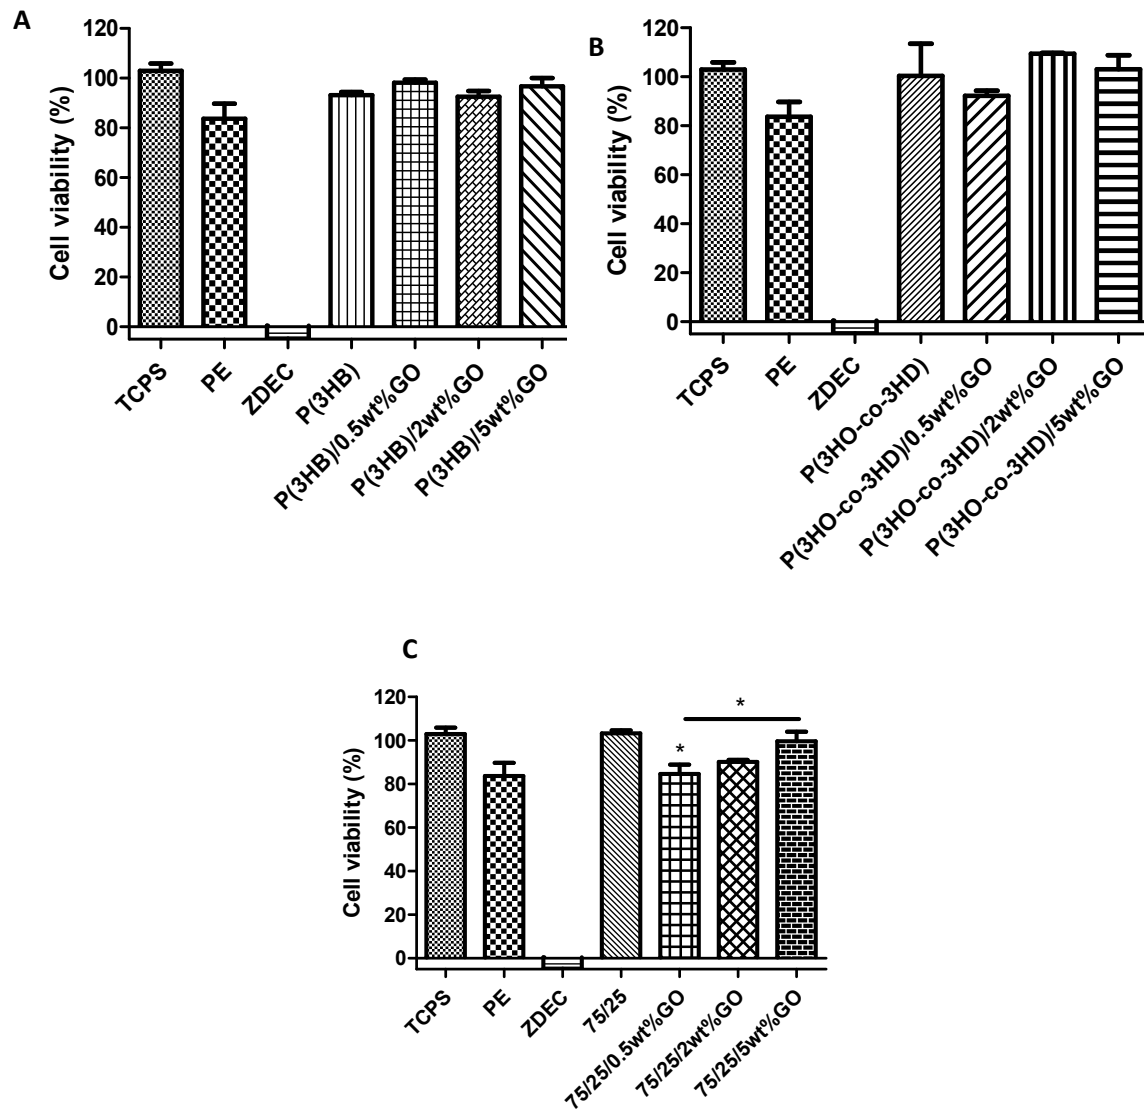 A
Cell viability (%)
120
100
80
60
40
20
0
TCPS
PE
ZDEC
P(3HB)
P(3HB)/0.5wt%GO
P(3HB)/2wt%GO
P(3HB)/5wt%GO
B
Cell viability (%)
120
100
80
60
40
20
0
TCPS
PE
ZDEC
P(3HO-co-3HD)
P(3HO-co-3HD)/0.5wt%GO
P(3HO-co-3HD)/2wt%GO
P(3HO-co-3HD)/5wt%GO
C
Cell viability (%)
120
100
80
60
40
20
0
*
*
TCPS
PE
ZDEC
75/25
75/25/0.5wt%GO
75/25/2wt%GO
75/25/5wt%GO